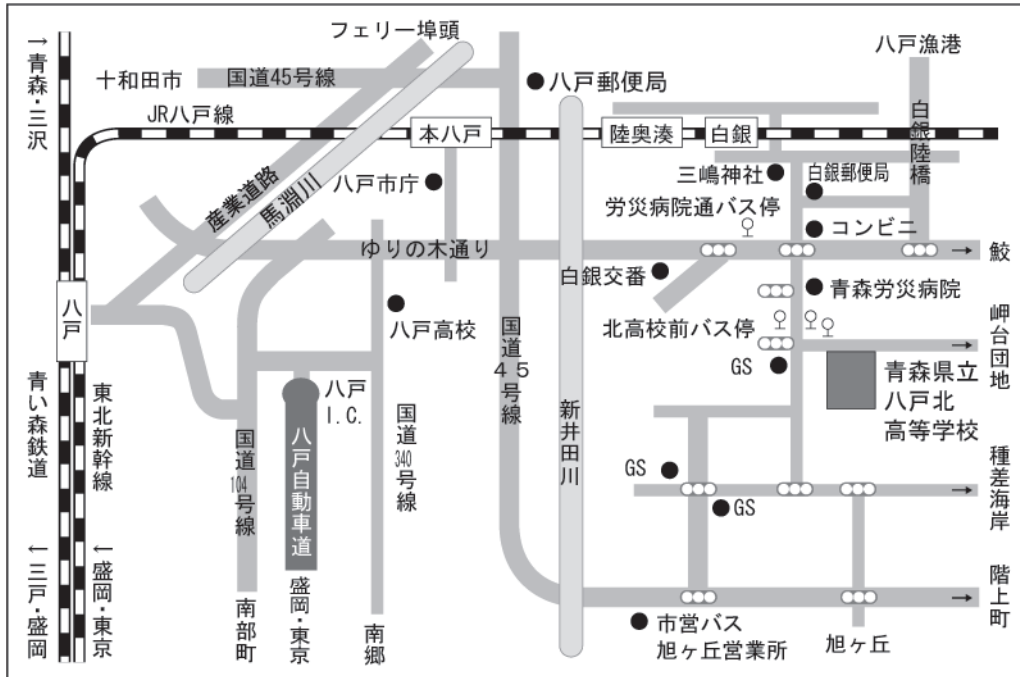 フェリー埠頭
八戸漁港
→青森・三沢
十和田市
国道45号線
八戸郵便局
JR八戸線
本八戸
陸奥湊
白銀
白銀陸橋
産業道路
馬淵川
八戸市庁
三嶋神社
白銀郵便局
労災病院通バス停
コンビニ
ゆりの木通り
→
鮫
白銀交番
青森労災病院
八戸
八戸高校
北高校前バス停
→
岬台団地
国道45号線
GS
青森県立
八戸北
高等学校
八戸
I.C.
青い森鉄道
東北新幹線
国道104号線
八戸自動車道
国道340号線
新井田川
GS
GS
→
種差海岸
←三戸・盛岡
←盛岡・東京
南部町
盛岡・東京
南郷
→
階上町
市営バス
旭ヶ丘営業所
旭ヶ丘